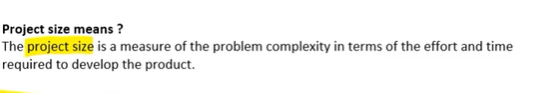 Project size means ?
The project size is a measure of the problem complexity in terms of the effort and time
required to develop the product.